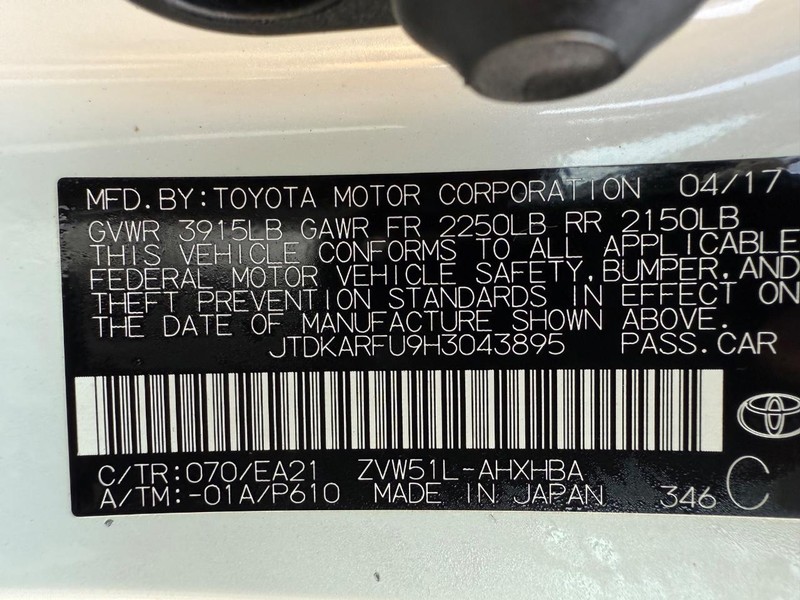 MFD.BY:TOYOTA MOTOR CORPORATION 04/17
GVWR 3915LB GAWR FR 2250LB RR 2150LB
THIS VEHICLE CONFORMS TO ALL APPLICABLE
FEDERAL MOTOR VEHICLE SAFETY,BUMPER,AND
THEFT PREVENTION STANDARDS IN EFFECT ON
THE DATE OF MANUFACTURE SHOWN ABOVE.
JTDKARFU9H3043895 PASS.CAR
C/TR:070/EA21 ZVW51L-AHXHBA
A/TM:-01A/P610 MADE IN JAPAN 346 C